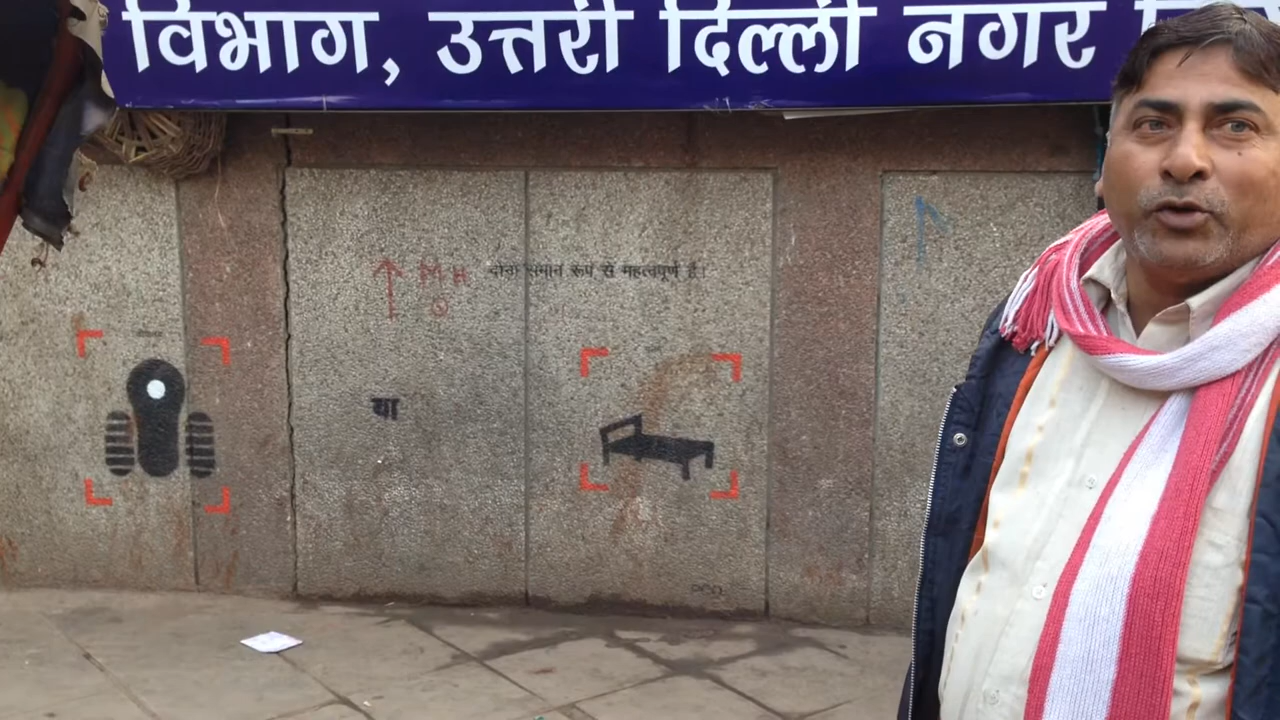 विभाग, उत्तरी दिल्ली नगर
दोनो समान रूप से महत्वपूर्ण है।
या